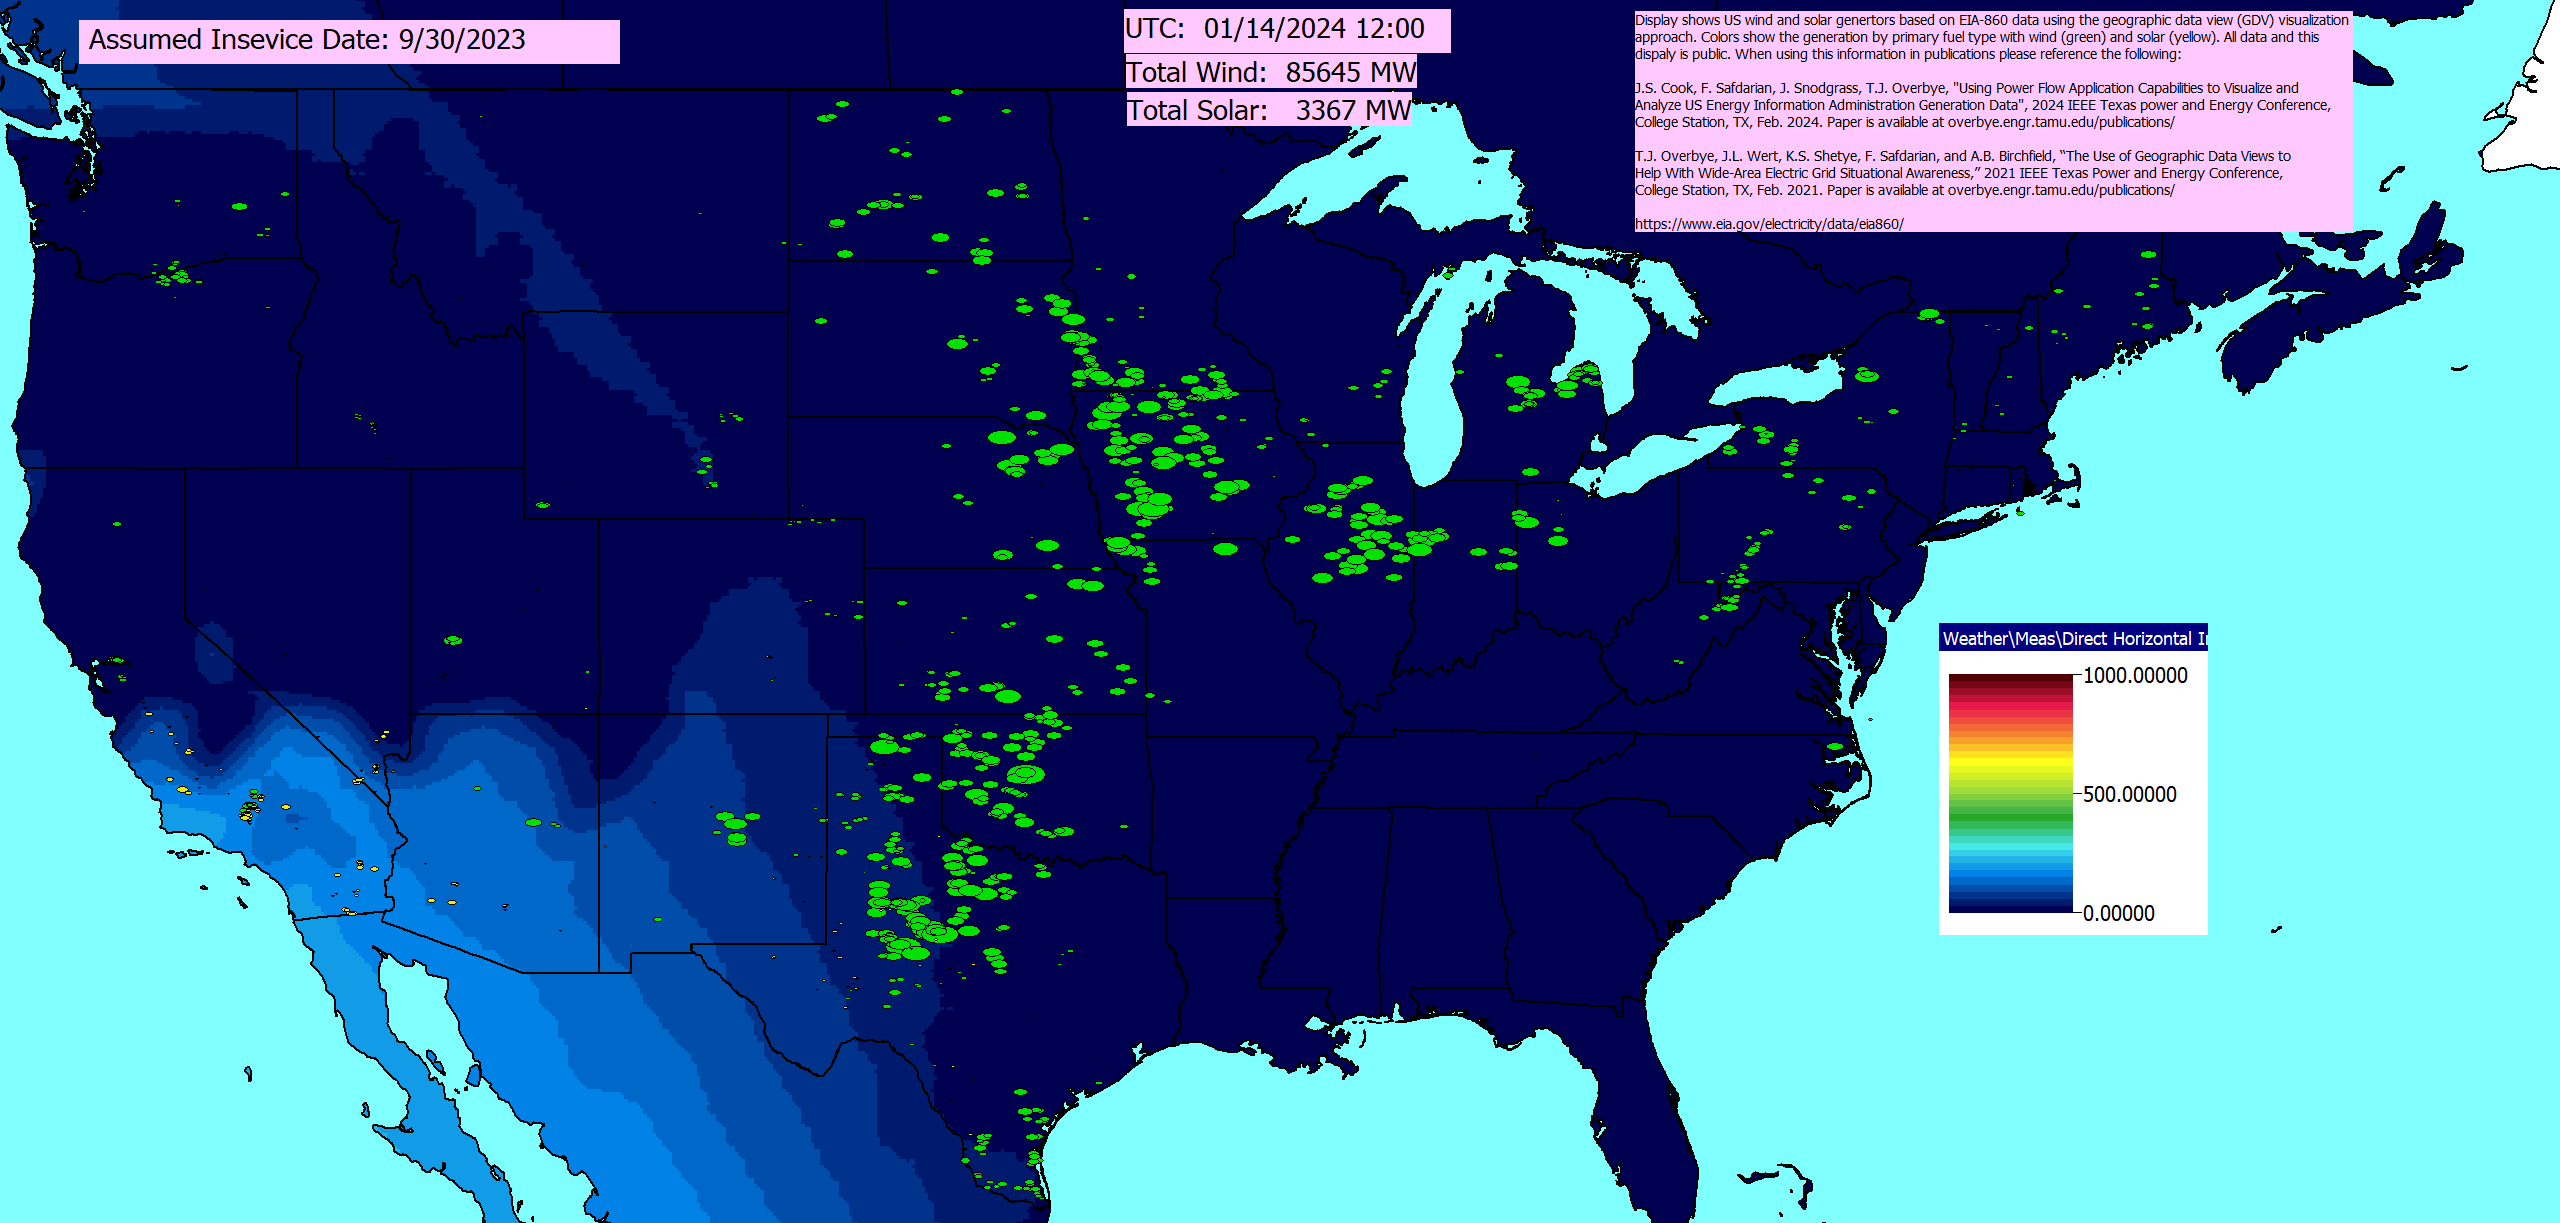 Assumed Insevice Date: 9/30/2023
UTC:  01/14/2024 12:00
Total Wind:  85645 MW
Total Solar:   3367 MW
Display shows US wind and solar genertors based on EIA-860 data using the geographic data view (GDV) visualization
approach. Colors show the generation by primary fuel type with wind (green) and solar (yellow). All data and this
dispaly is public. When using this information in publications please reference the following:
J.S. Cook, F. Safdarian, J. Snodgrass, T.J. Overbye, "Using Power Flow Application Capabilities to Visualize and
Analyze US Energy Information Administration Generation Data", 2024 IEEE Texas power and Energy Conference,
College Station, TX, Feb. 2024. Paper is available at overbye.engr.tamu.edu/publications/
T.J. Overbye, J.L. Wert, K.S. Shetye, F. Safdarian, and A.B. Birchfield, “The Use of Geographic Data Views to
Help With Wide-Area Electric Grid Situational Awareness,” 2021 IEEE Texas Power and Energy Conference,
College Station, TX, Feb. 2021. Paper is available at overbye.engr.tamu.edu/publications/
https://www.eia.gov/electricity/data/eia860/
Weather\Meas\Direct Horizontal
1000.00000
500.00000
0.00000